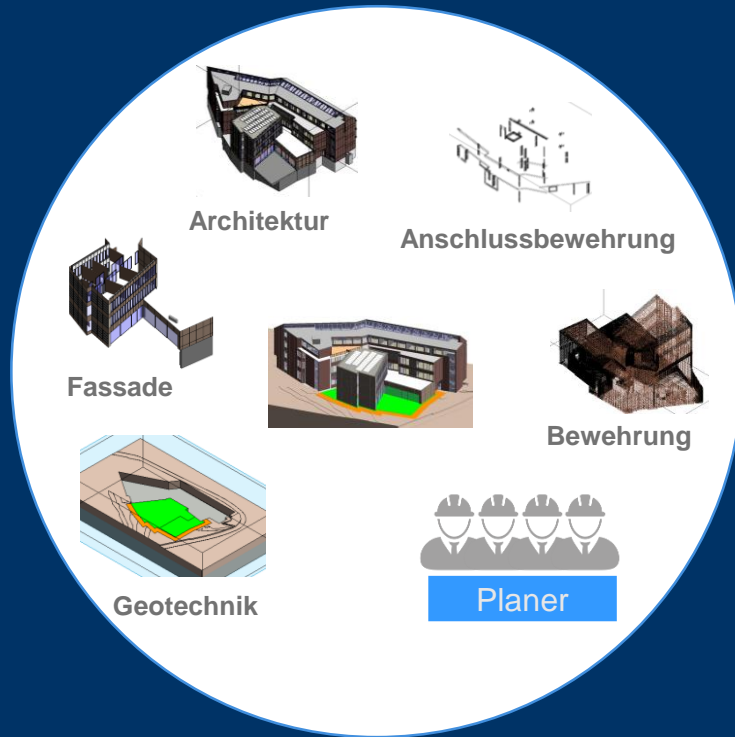 Architektur
Anschlussbewehrung
Fassade
Bewehrung
Geotechnik
Planer